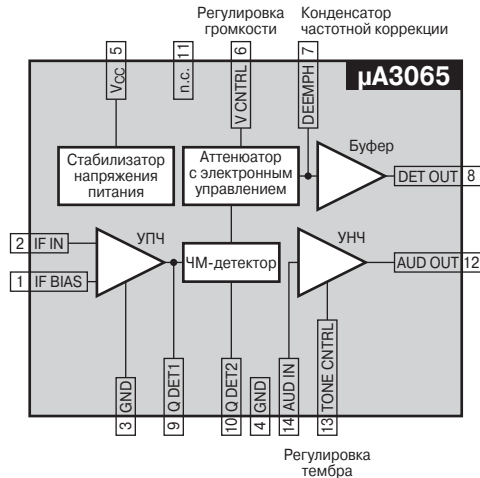 Регулировка
громкости
Конденсатор
частотной коррекции
5
11
6
7
VCC
n.c.
V CNTRL
DEEMPH
µA3065
Стабилизатор
напряжения
питания
Аттенюатор
с электронным
управлением
Буфер
DET OUT 8
2 IF IN
УПЧ
ЧМ-детектор
УНЧ
AUD OUT 12
1 IF BIAS
3 GND
9 Q DET1
10 Q DET2
4 GND
14 AUD IN
13 TONE CNTRL
Регулировка
тембра